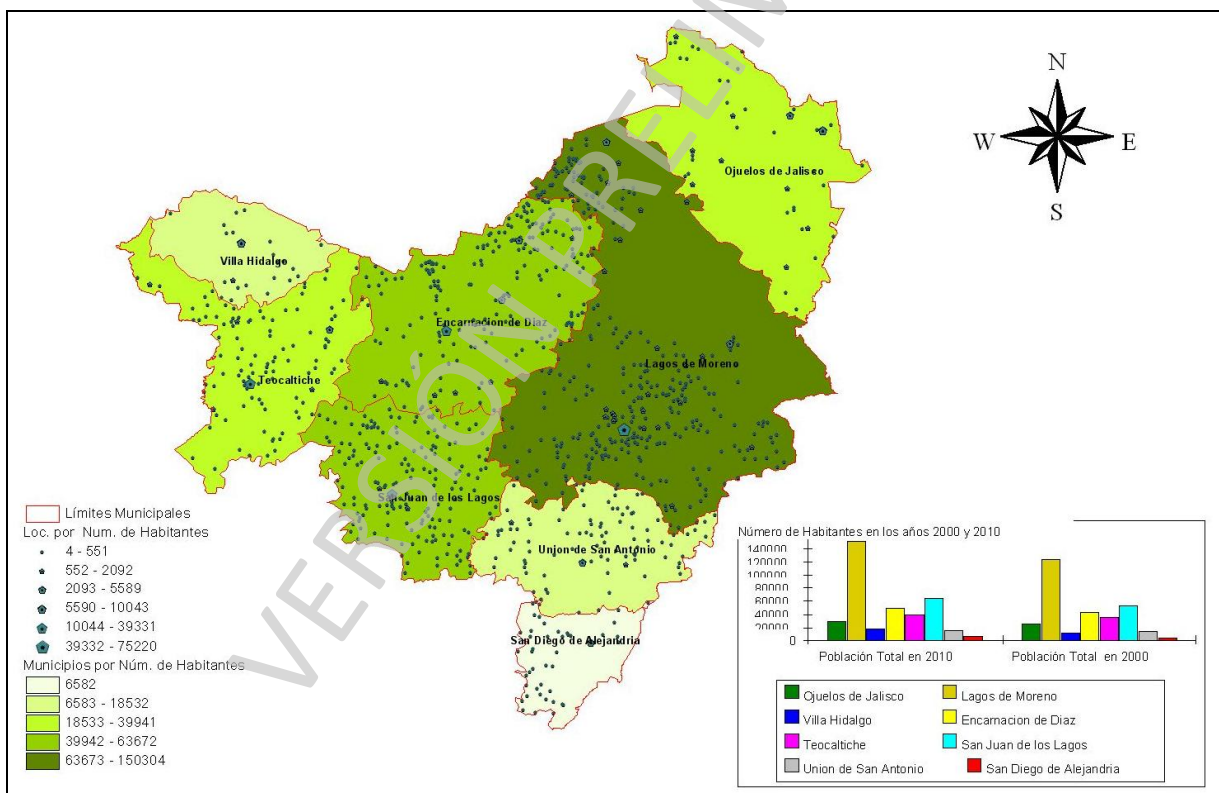 VERSIÓN PRELIM
N
W
E
S
Ojuelos de Jalisco
Villa Hidalgo
Encarnacion de Diaz
Lagos de Moreno
Teocaltiche
San Juan de los Lagos
Union de San Antonio
San Diego de Alejandria
Límites Municipales
Loc. por Num. de Habitantes
4 - 551
552 - 2092
2093 - 5589
5590 - 10043
10044 - 39331
39332 - 75220
Municipios por Núm. de Habitantes
6582
6583 - 18532
18533 - 39941
39942 - 63672
63673 - 150304
Número de Habitantes en los años 2000 y 2010
140000
120000
100000
80000
60000
40000
20000
0
Población Total en 2010
Población Total en 2000
Ojuelos de Jalisco
Lagos de Moreno
Villa Hidalgo
Encarnacion de Diaz
Teocaltiche
San Juan de los Lagos
Union de San Antonio
San Diego de Alejandria